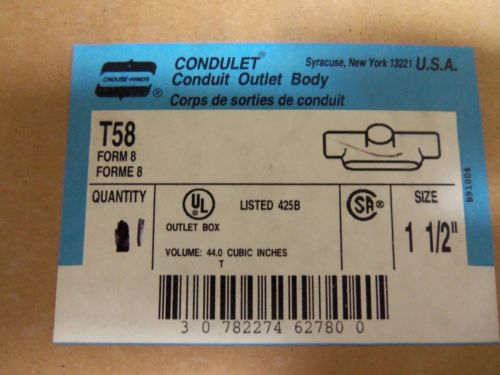 CROUSE-HINDS
®
CONDULET®
Syracuse, New York 13221 U.S.A.
Conduit Outlet Body
Corps de sorties de conduit
T58
FORM 8
FORME 8
B91004
QUANTITY
UL
®
LISTED 425B
SA ®
SIZE
OUTLET BOX
1 1/2"
VOLUME: 44.0 CUBIC INCHES
T
3 0 782274 62780 0